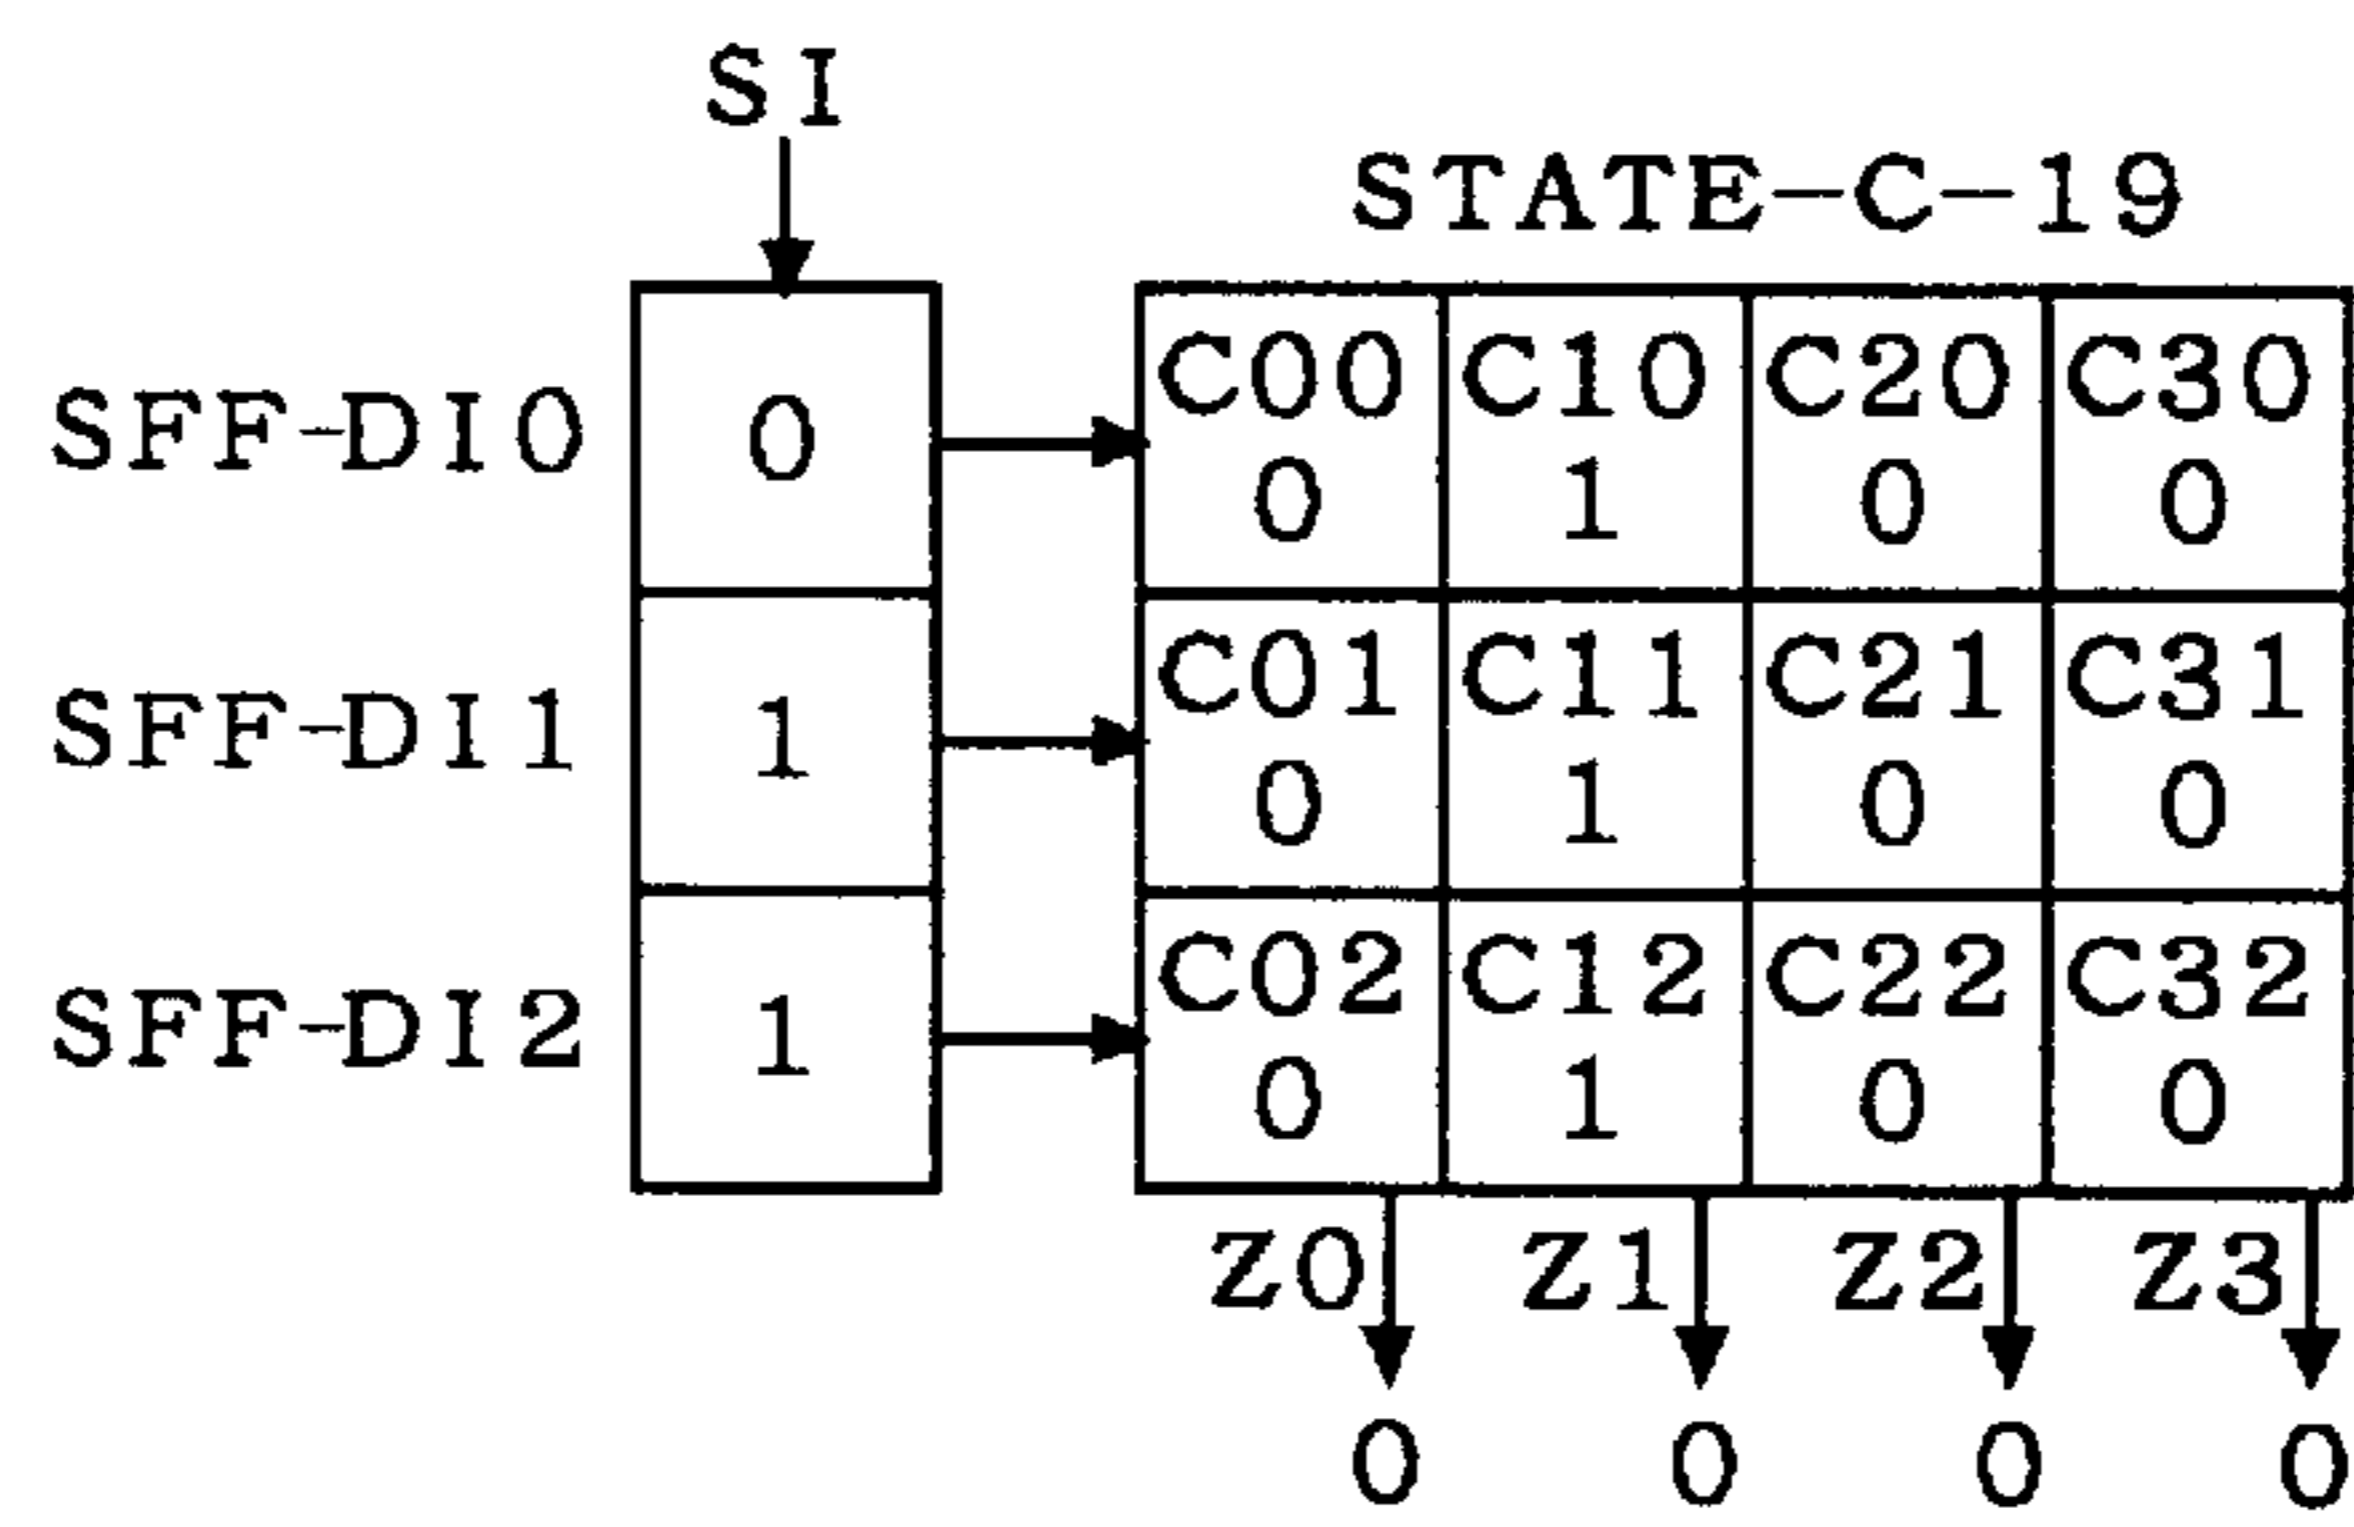 SI
STATE-C-19
SFF-DI0 0 C00 C10 C20 C30
0 1 0 0
SFF-DI1 1 C01 C11 C21 C31
0 1 0 0
SFF-DI2 1 C02 C12 C22 C32
0 1 0 0
Z0 Z1 Z2 Z3
0 0 0 0